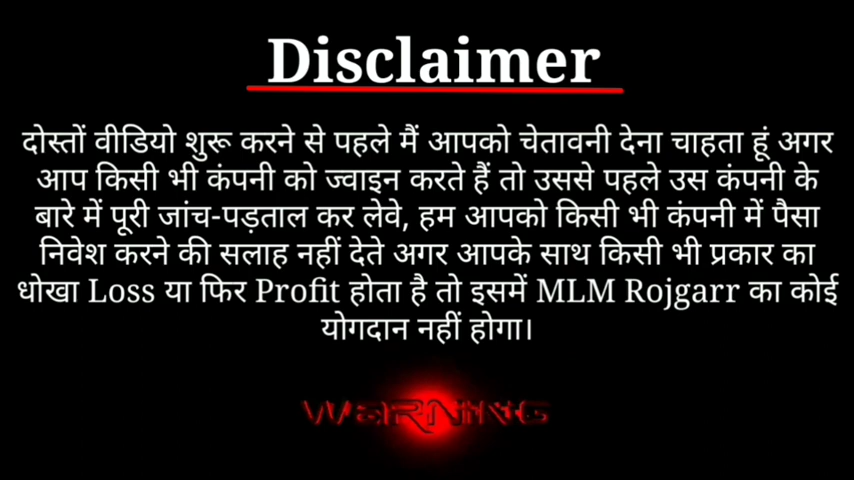 Disclaimer
दोस्तों वीडियो शुरू करने से पहले मैं आपको चेतावनी देना चाहता हूं अगर
आप किसी भी कंपनी को ज्वाइन करते हैं तो उससे पहले उस कंपनी के
बारे में पूरी जांच-पड़ताल कर लेवे, हम आपको किसी भी कंपनी में पैसा
निवेश करने की सलाह नहीं देते अगर आपके साथ किसी भी प्रकार का
धोखा Loss या फिर Profit होता है तो इसमें MLM Rojgarr का कोई
योगदान नहीं होगा।
WARNING